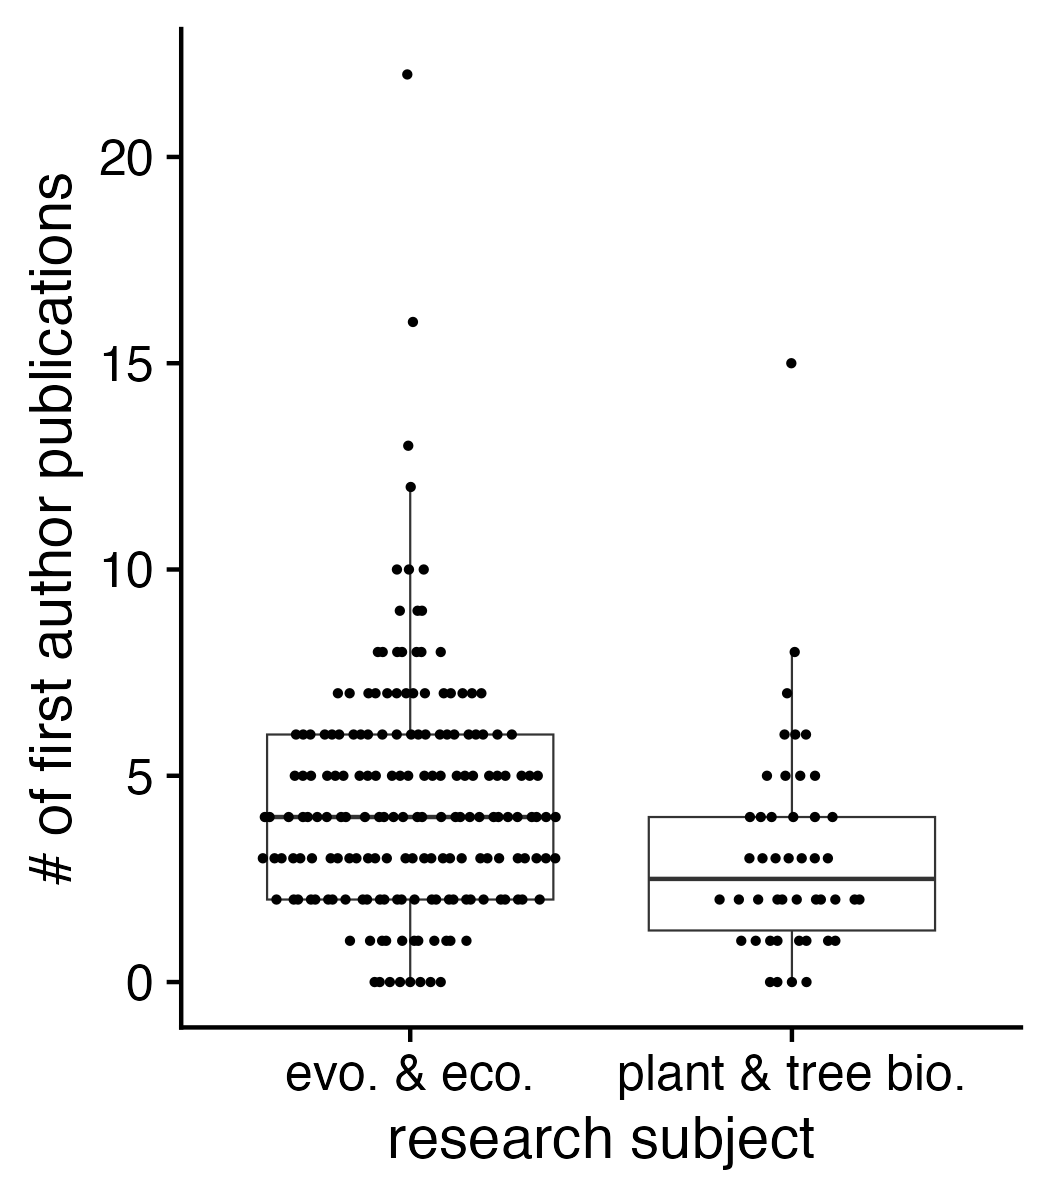 # of first author publications
20
15
10
5
0
evo. & eco.
plant & tree bio.
research subject